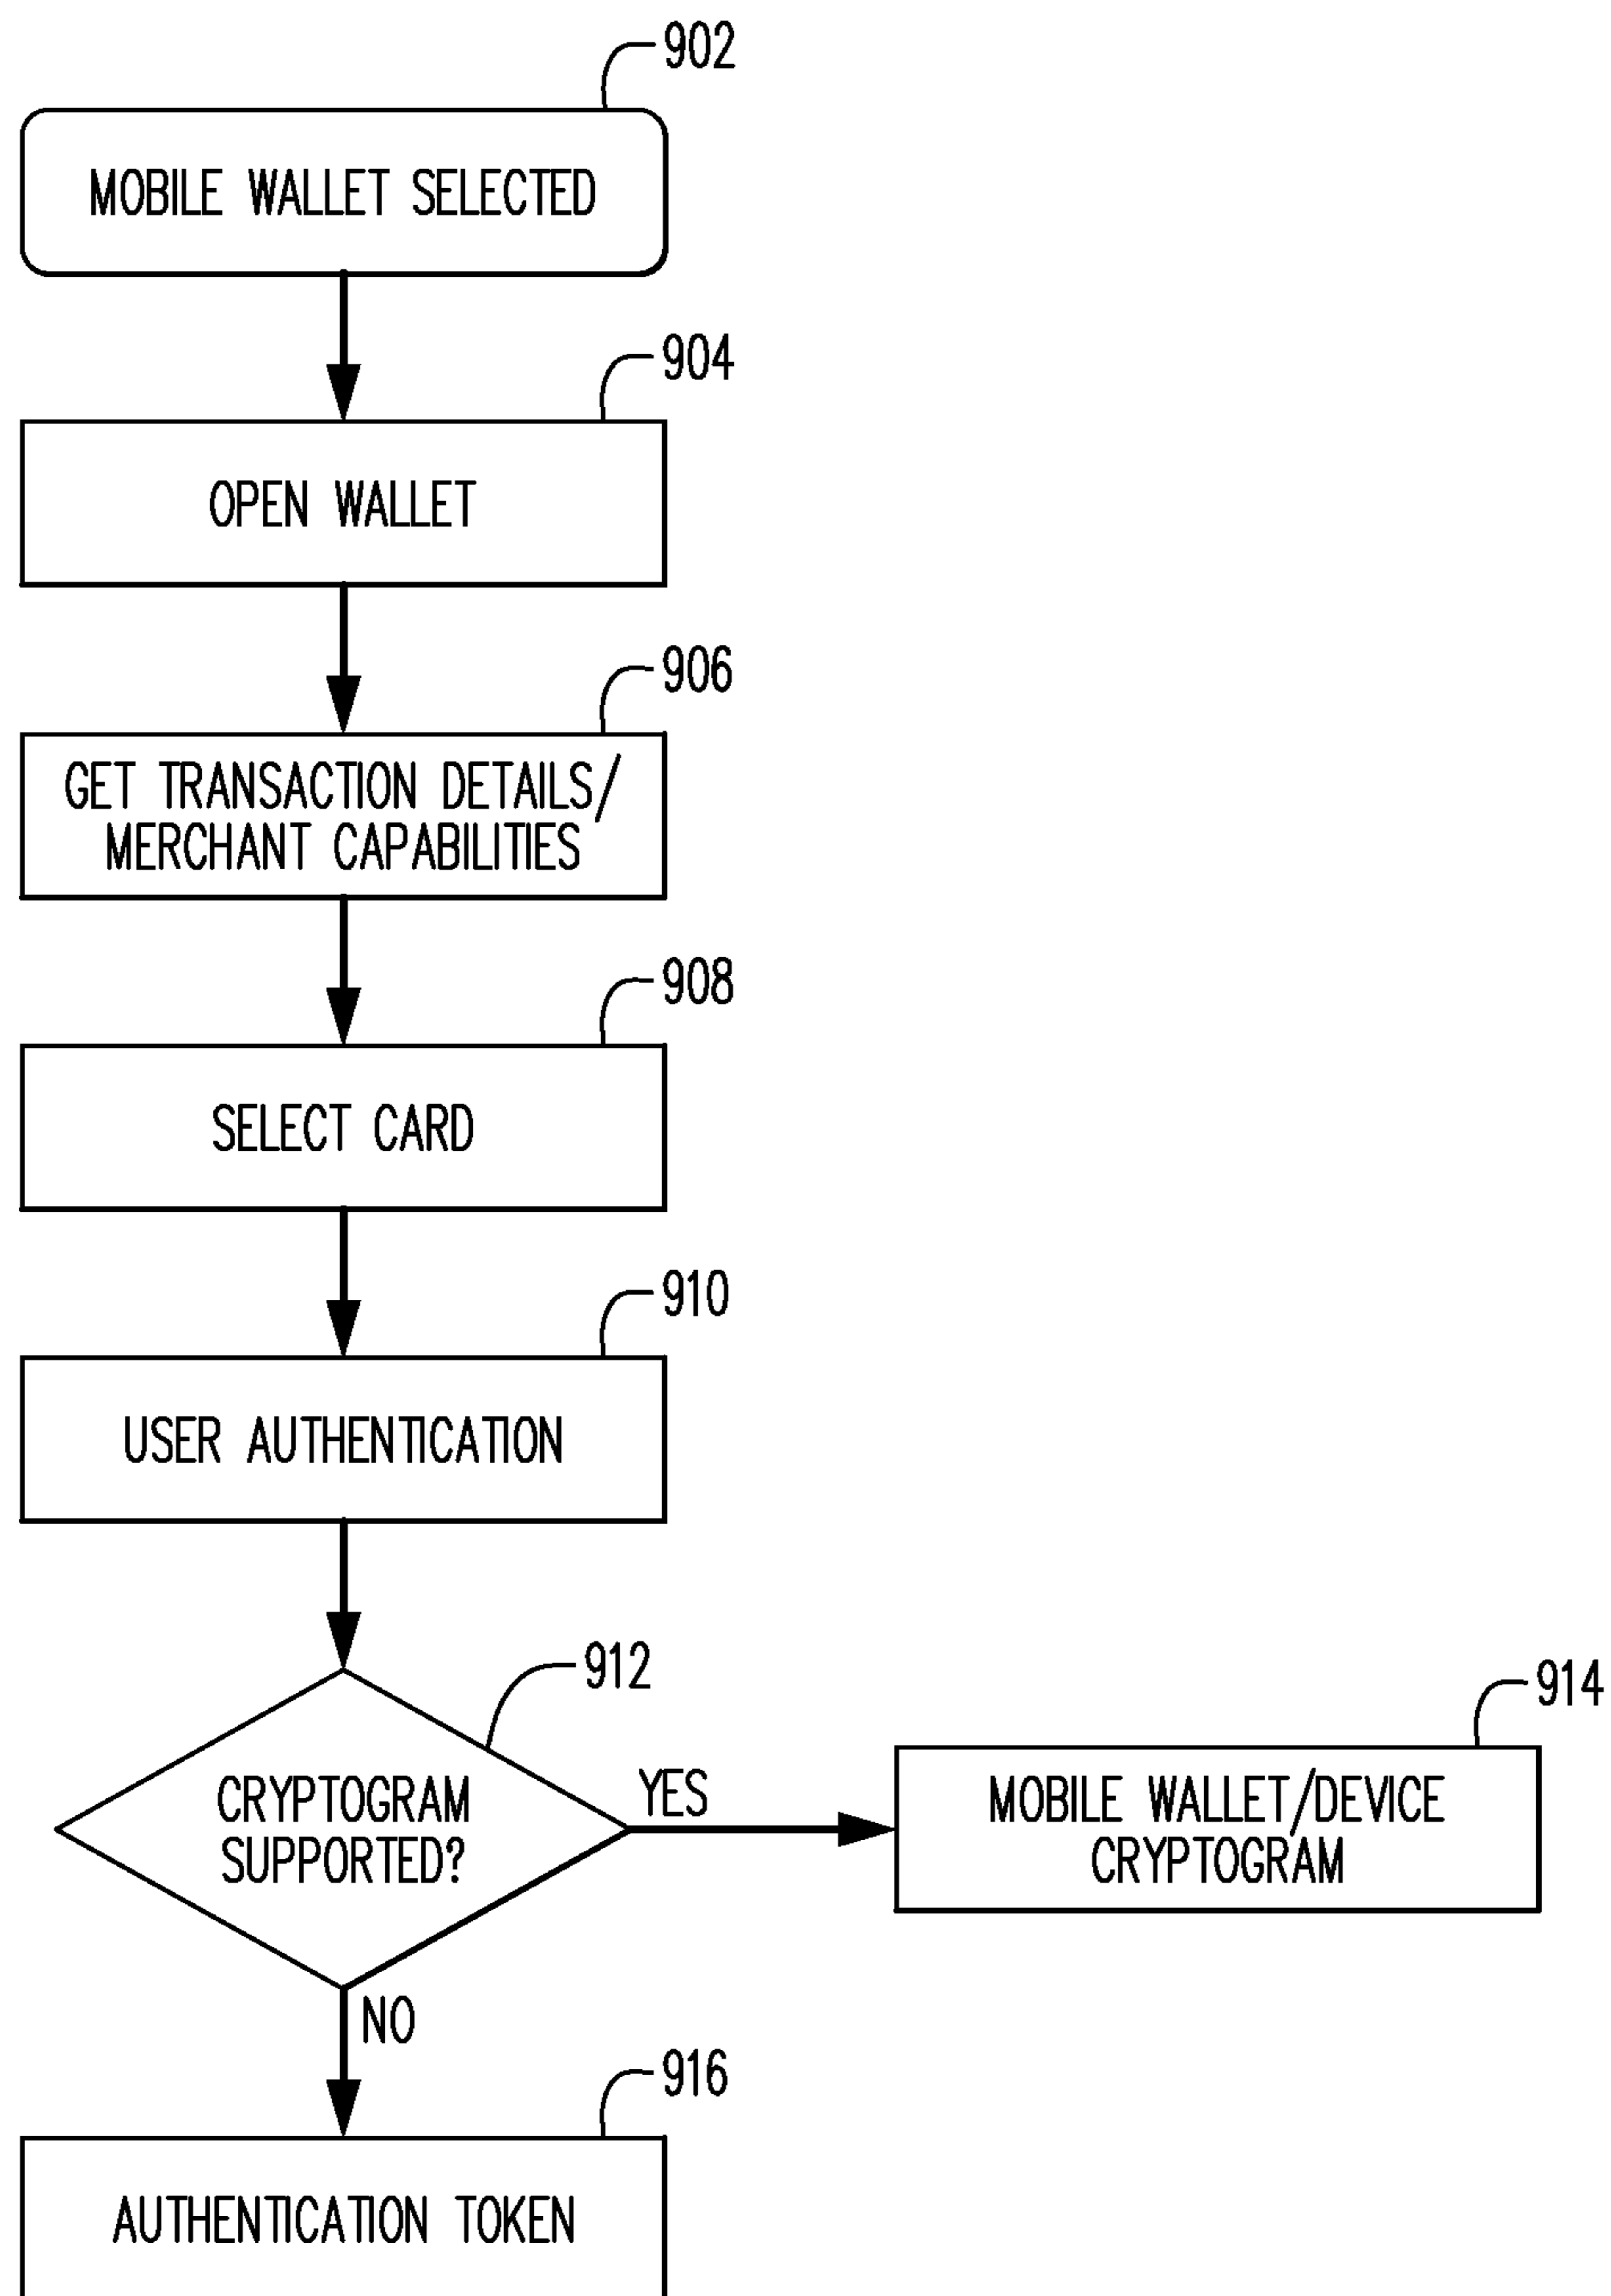 902
MOBILE WALLET SELECTED
904
OPEN WALLET
906
GET TRANSACTION DETAILS/
MERCHANT CAPABILITIES
908
SELECT CARD
910
USER AUTHENTICATION
912
914
CRYPTOGRAM
SUPPORTED?
YES
MOBILE WALLET/DEVICE
CRYPTOGRAM
NO
916
AUTHENTICATION TOKEN